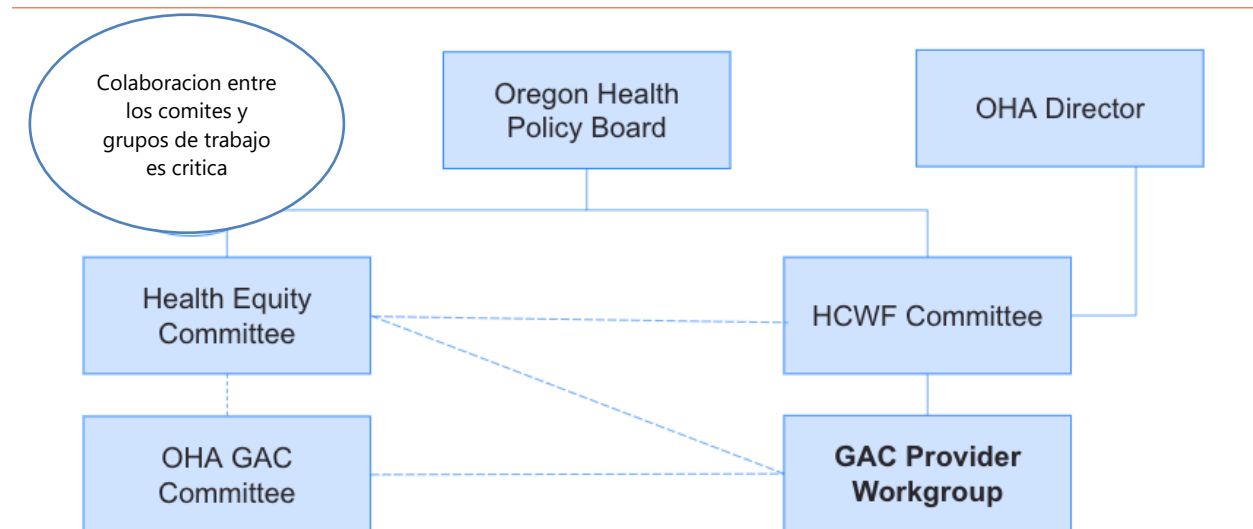 Colaboracion entre
los comites y
grupos de trabajo
es critica
Oregon Health
Policy Board
OHA Director
Health Equity
Committee
HCWF Committee
OHA GAC
Committee
GAC Provider
Workgroup